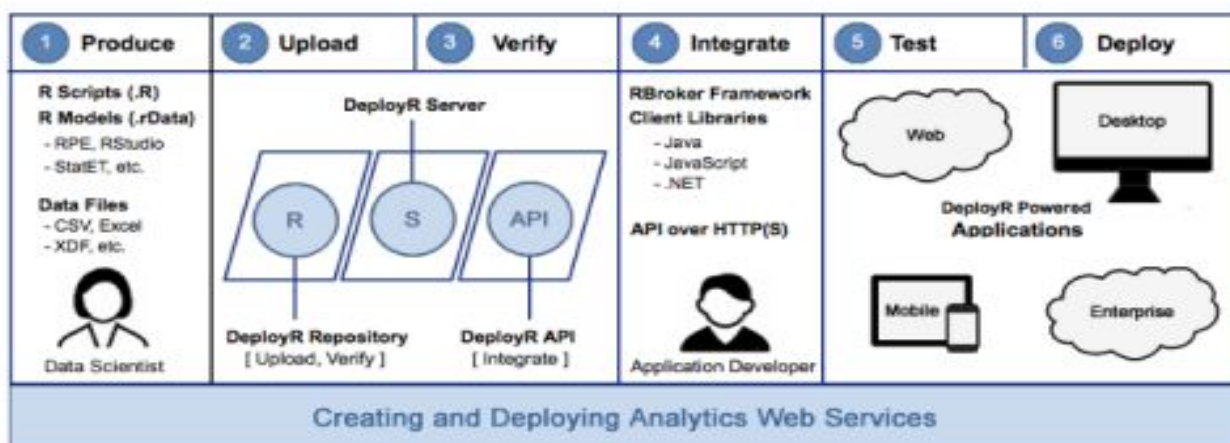 1 Produce
2 Upload
3 Verify
4 Integrate
5 Test
6 Deploy
R Scripts (.R)
R Models (.rData)
- RPE, RStudio
- StatET, etc.
Data Files
- CSV, Excel
- XDF, etc.
Data Scientist
DeployR Server
R
S
API
DeployR Repository
[ Upload, Verify ]
DeployR API
[ Integrate ]
RBroker Framework
Client Libraries
- Java
- JavaScript
- .NET
API over HTTP(S)
Application Developer
Web
Desktop
DeployR Powered
Applications
Mobile
Enterprise
Creating and Deploying Analytics Web Services